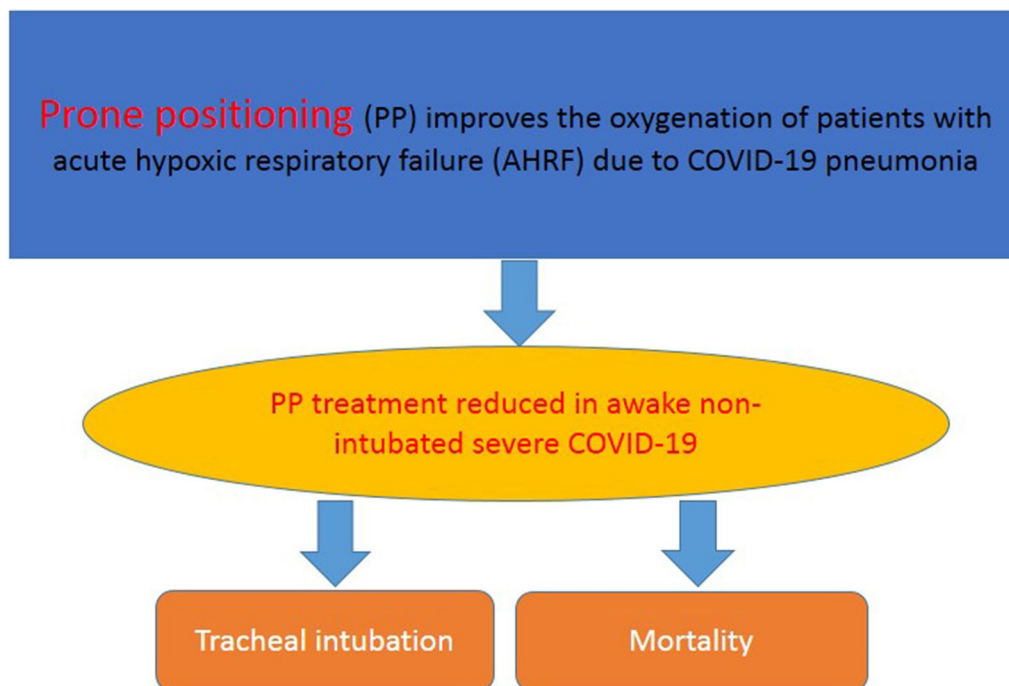 Prone positioning (PP) improves the oxygenation of patients with
acute hypoxic respiratory failure (AHRF) due to COVID-19 pneumonia
PP treatment reduced in awake non-
intubated severe COVID-19
Tracheal intubation
Mortality